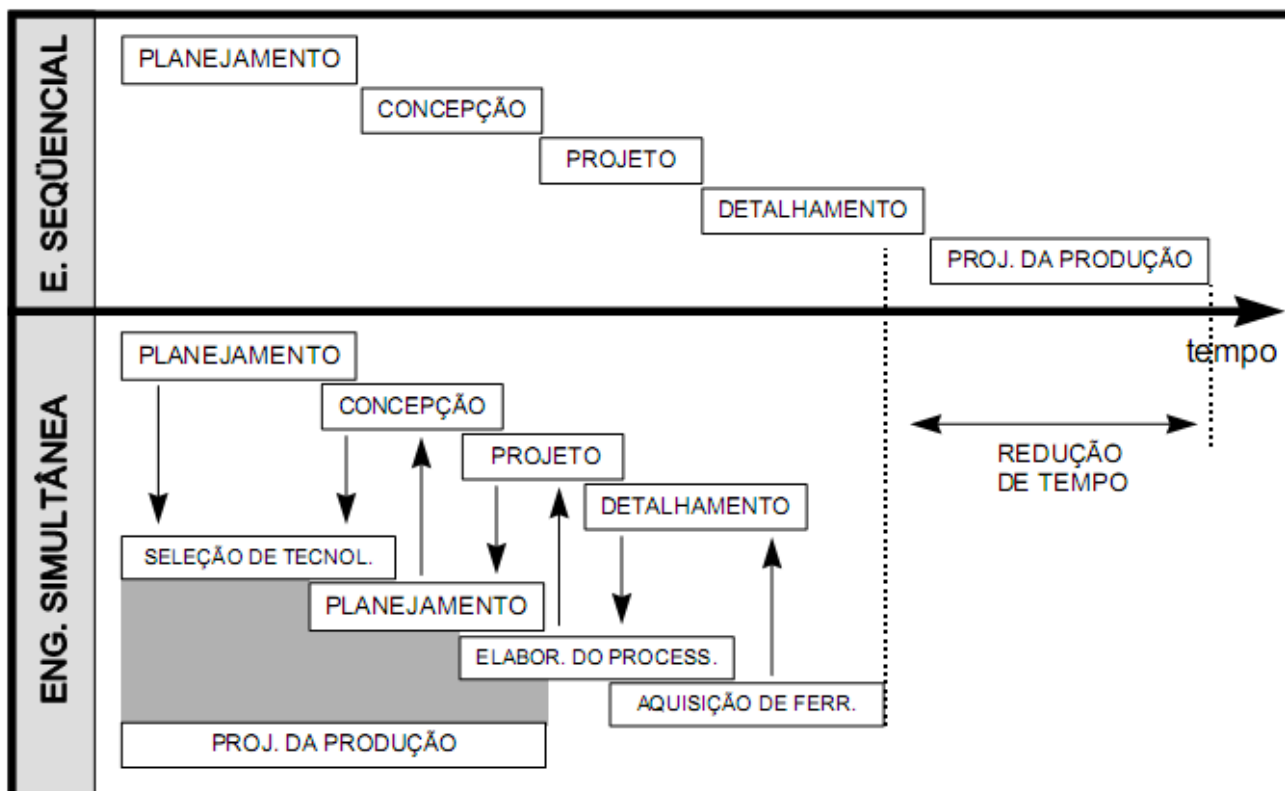 E. SEQÜENCIAL
PLANEJAMENTO
CONCEPÇÃO
PROJETO
DETALHAMENTO
PROJ. DA PRODUÇÃO
tempo
ENG. SIMULTÂNEA
PLANEJAMENTO
CONCEPÇÃO
PROJETO
DETALHAMENTO
REDUÇÃO
DE TEMPO
SELEÇÃO DE TECNOL.
PLANEJAMENTO
ELABOR. DO PROCESS.
AQUISIÇÃO DE FERR.
PROJ. DA PRODUÇÃO